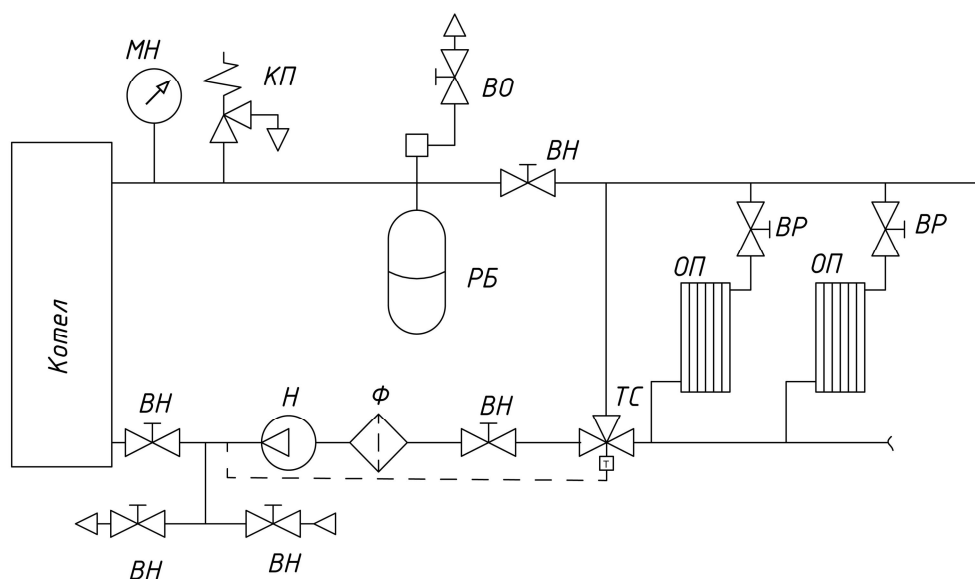 МН
КП
ВО
ВН
ВР
ВР
ОП
ОП
РБ
Котел
ВН
Н
Ф
ВН
ТС
Т
ВН
ВН